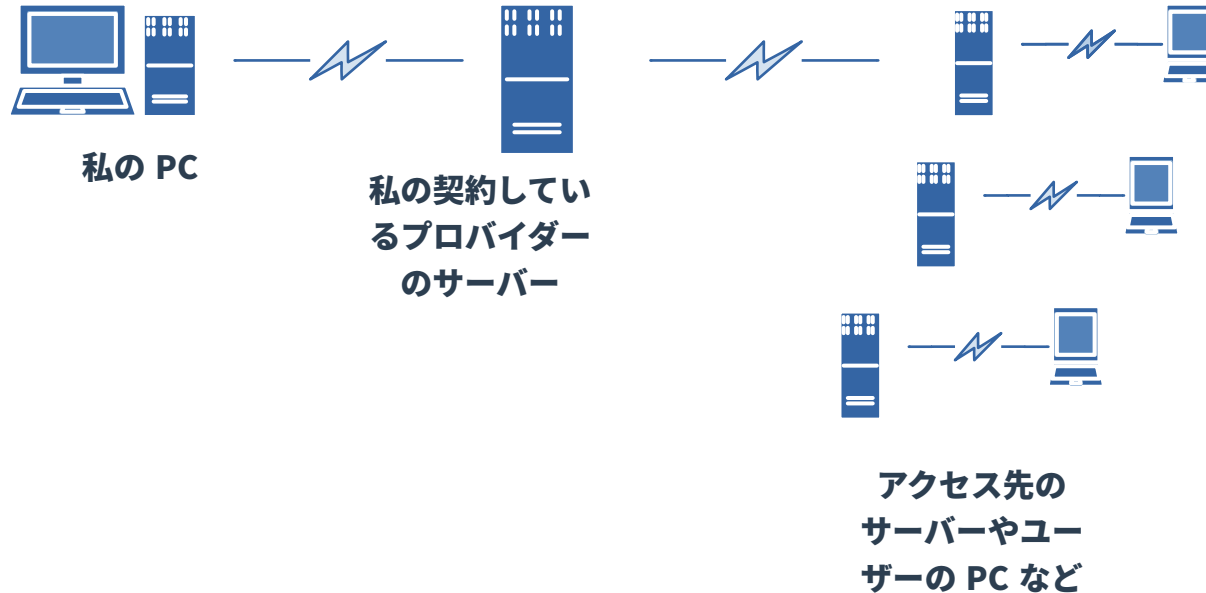 私の PC
私の契約してい
るプロバイダー
のサーバー
アクセス先の
サーバーやユー
ザーの PC など